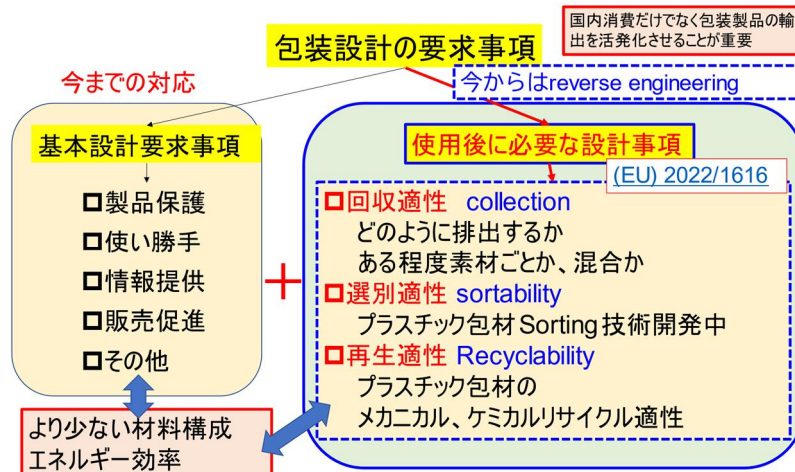 国内消費だけでなく包装製品の輸
出を活発化させることが重要
包装設計の要求事項
今までの対応
今からはreverse engineering
基本設計要求事項
製品保護
使い勝手
情報提供
販売促進
その他
+
使用後に必要な設計事項
(EU) 2022/1616
回収適性 collection
どのように排出するか
ある程度素材ごとか、混合か
選別適性 sortability
プラスチック包材Sorting技術開発中
再生適性 Recyclability
プラスチック包材の
メカニカル、ケミカルリサイクル適性
より少ない材料構成
エネルギー効率